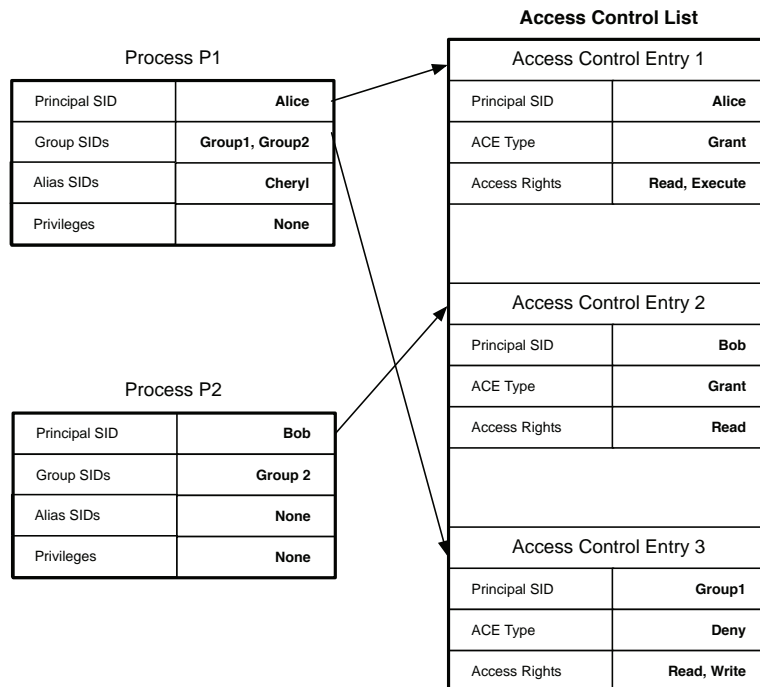 Access Control List
Process P1
Principal SID Alice
Group SIDs Group1, Group2
Alias SIDs Cheryl
Privileges None
Process P2
Principal SID Bob
Group SIDs Group 2
Alias SIDs None
Privileges None
Access Control Entry 1
Principal SID Alice
ACE Type Grant
Access Rights Read, Execute
Access Control Entry 2
Principal SID Bob
ACE Type Grant
Access Rights Read
Access Control Entry 3
Principal SID Group1
ACE Type Deny
Access Rights Read, Write